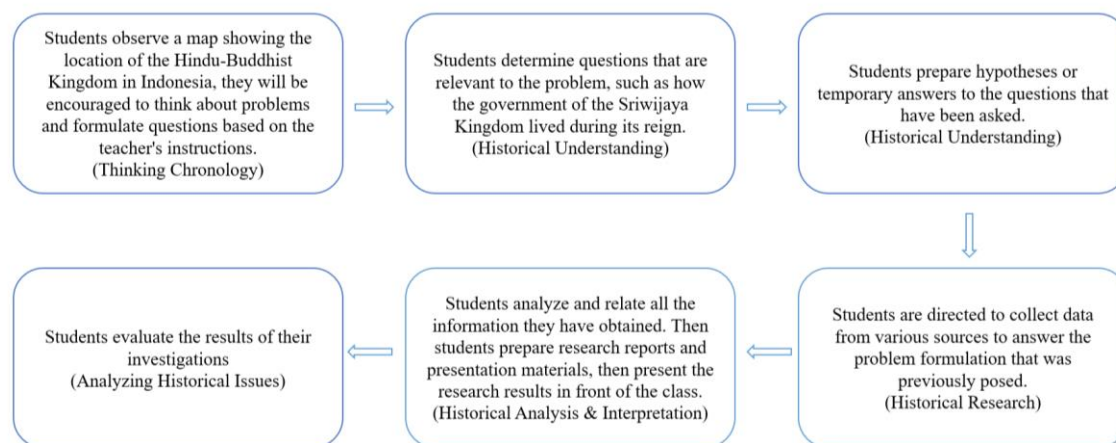 Students observe a map showing the
location of the Hindu-Buddhist
Kingdom in Indonesia, they will be
encouraged to think about problems
and formulate questions based on the
teacher's instructions.
(Thinking Chronology)
Students determine questions that are
relevant to the problem, such as how
the government of the Sriwijaya
Kingdom lived during its reign.
(Historical Understanding)
Students prepare hypotheses or
temporary answers to the questions that
have been asked.
(Historical Understanding)
Students are directed to collect data
from various sources to answer the
problem formulation that was
previously posed.
(Historical Research)
Students analyze and relate all the
information they have obtained. Then
students prepare research reports and
presentation materials, then present the
research results in front of the class.
(Historical Analysis & Interpretation)
Students evaluate the results of their
investigations
(Analyzing Historical Issues)